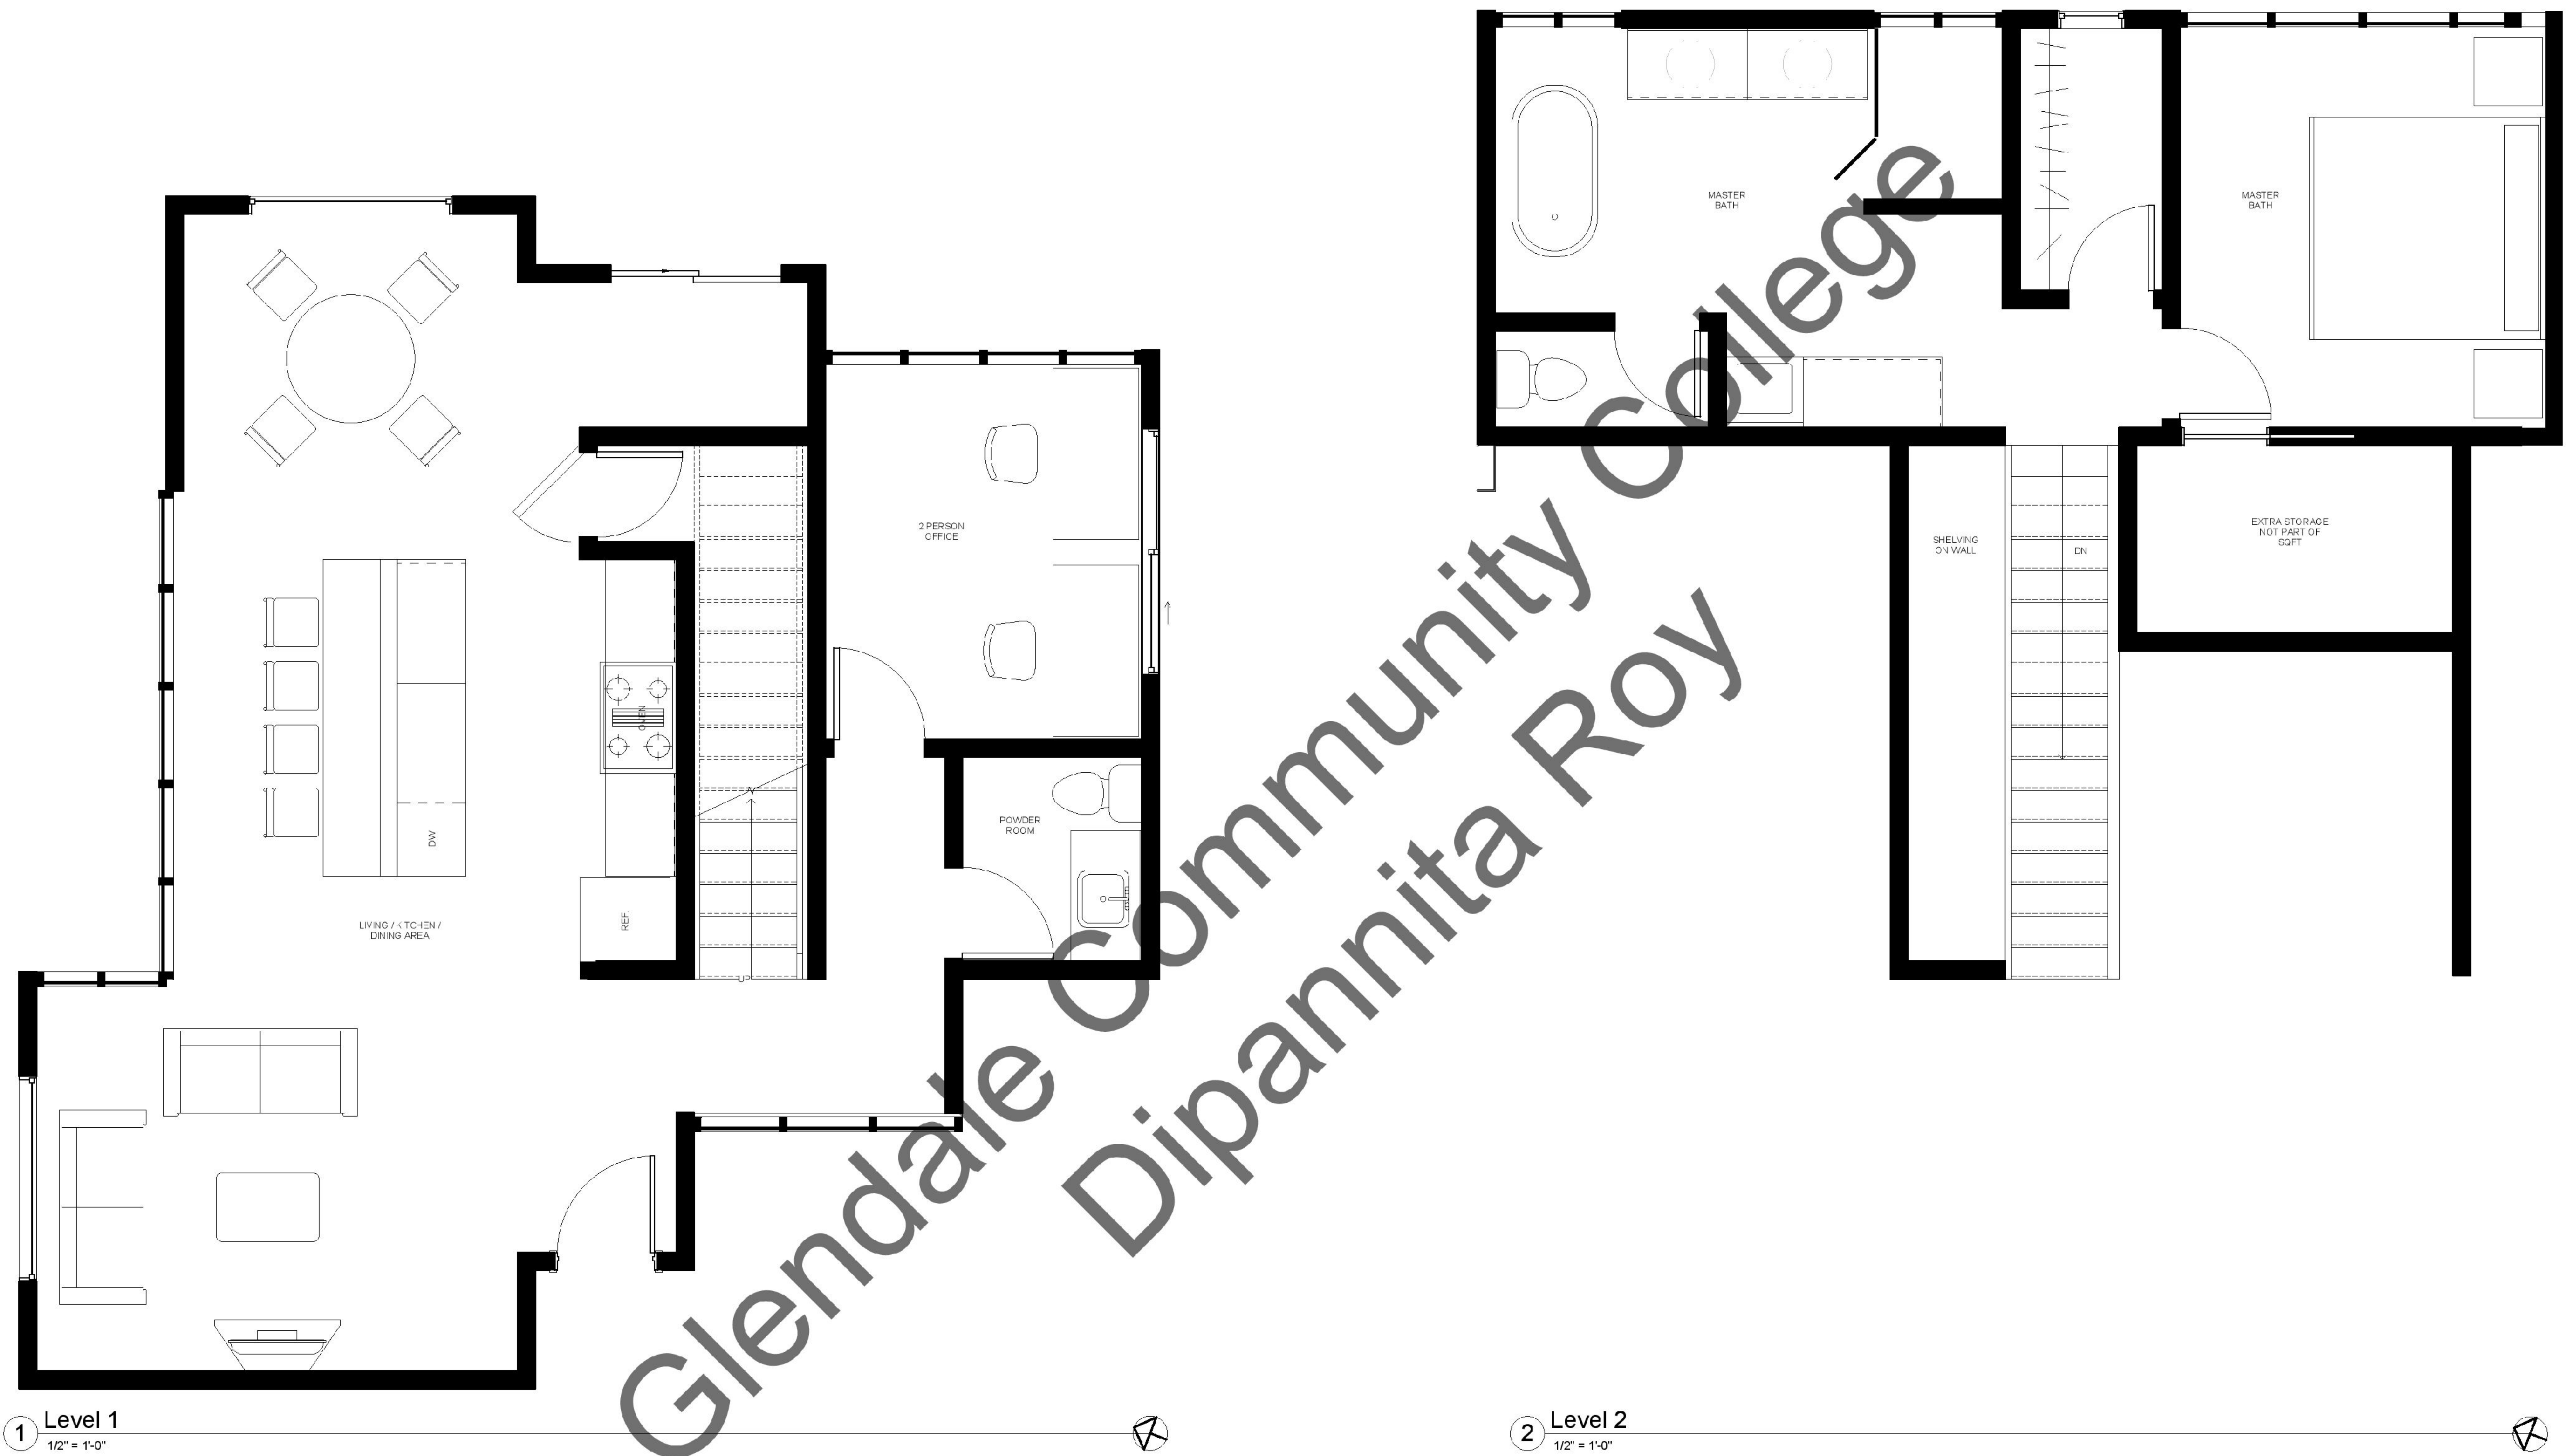 MASTER
BATH
MASTER
BATH
2 PERSON
OFFICE
SHELVING
ON WALL
DN
EXTRA STORAGE
NOT PART OF
SQFT
OVEN
DW
REF.
POWDER
ROOM
LIVING / KITCHEN /
DINING AREA
Glendale Community College
Dipannita Roy
1 Level 1
1/2" = 1'-0"
2 Level 2
1/2" = 1'-0"